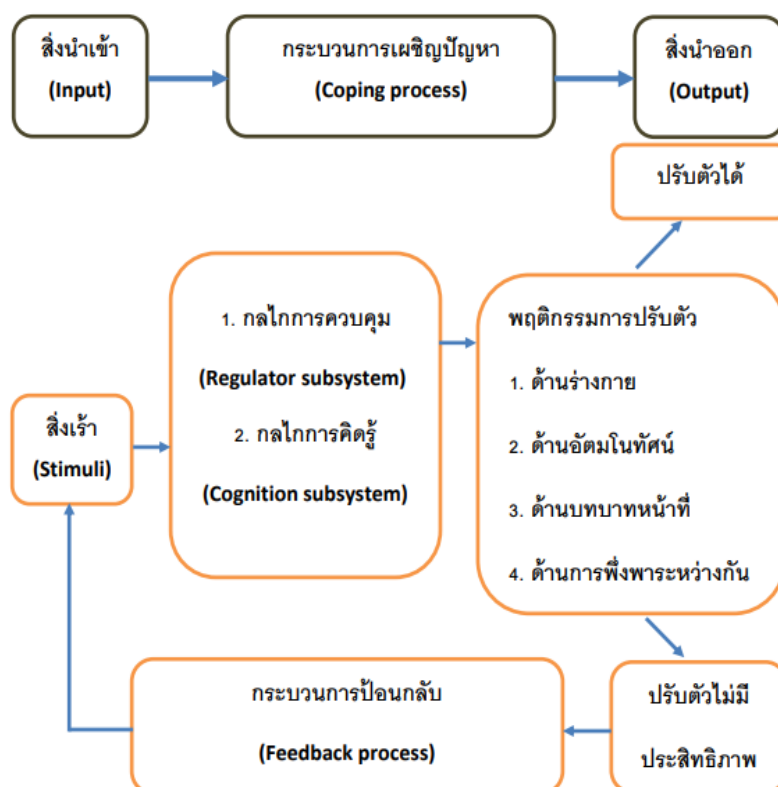 สิ่งนำเข้า
(Input)
กระบวนการเผชิญปัญหา
(Coping process)
สิ่งนำออก
(Output)
ปรับตัวได้
1. กลไกการควบคุม
(Regulator subsystem)
2. กลไกการคิดรู้
(Cognition subsystem)
พฤติกรรมการปรับตัว
1. ด้านร่างกาย
2. ด้านอัตมโนทัศน์
3. ด้านบทบาทหน้าที่
4. ด้านการพึ่งพาระหว่างกัน
สิ่งเร้า
(Stimuli)
กระบวนการป้อนกลับ
(Feedback process)
ปรับตัวไม่มี
ประสิทธิภาพ